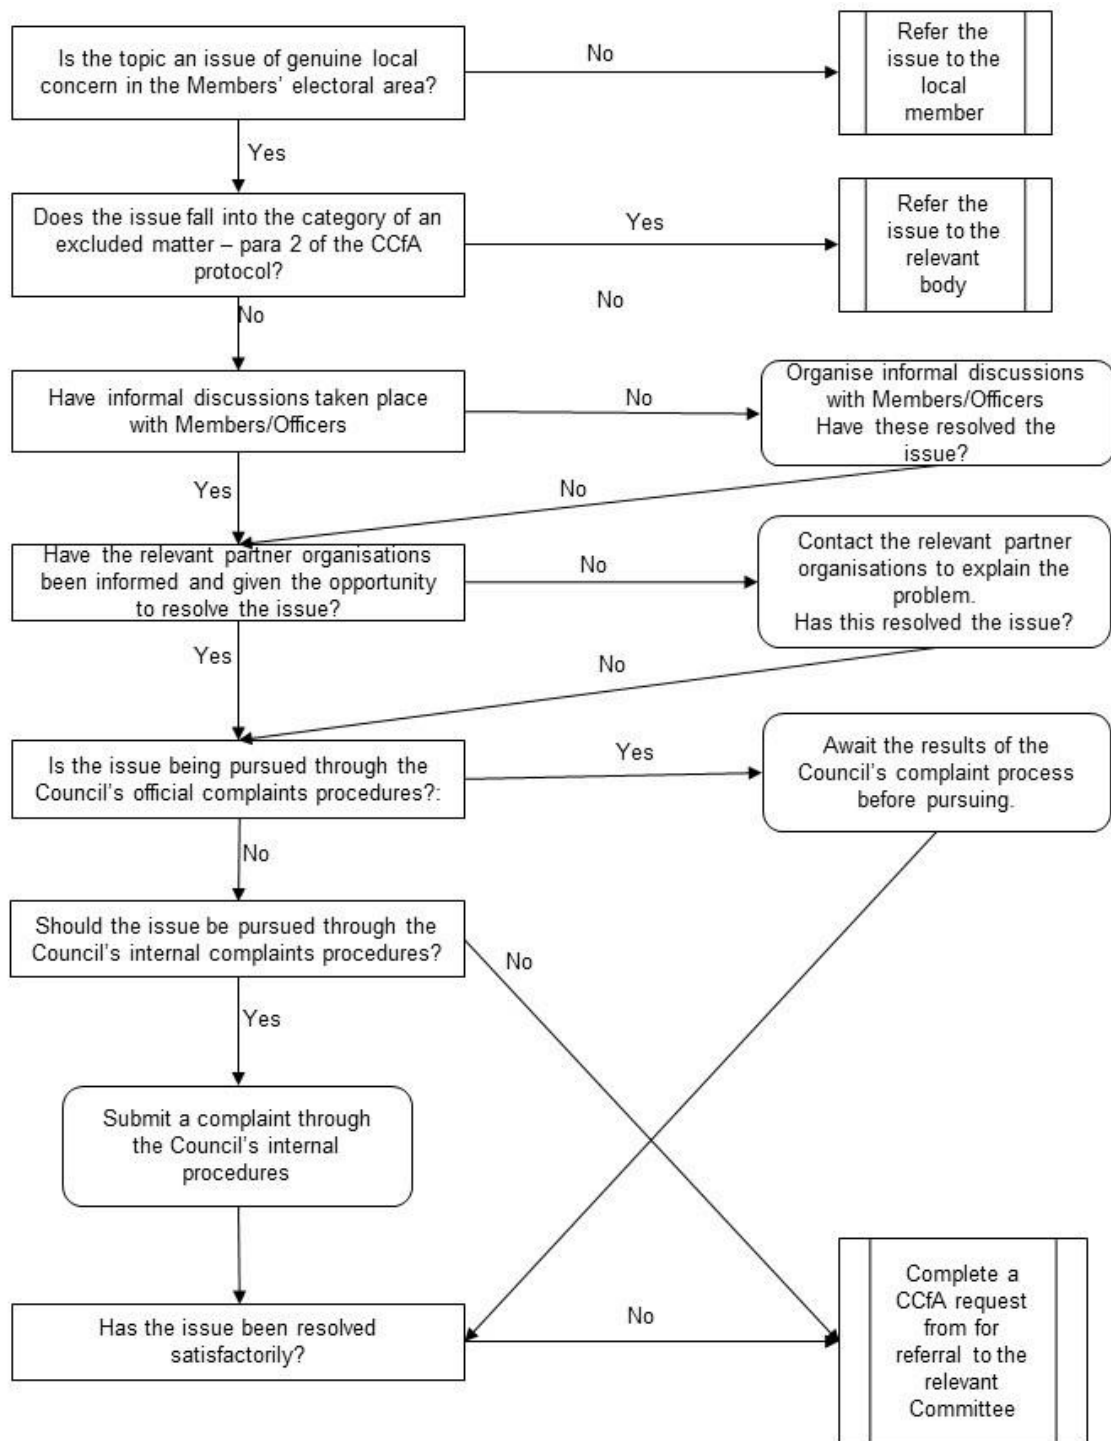 Is the topic an issue of genuine local
concern in the Members' electoral area?
No
Refer the
issue to the
local
member
Yes
Does the issue fall into the category of an
excluded matter – para 2 of the CCfA
protocol?
Yes
Refer the
issue to the
relevant
body
No
No
Have informal discussions taken place
with Members/Officers
No
Organise informal discussions
with Members/Officers
Have these resolved the
issue?
Yes
No
Have the relevant partner organisations
been informed and given the opportunity
to resolve the issue?
No
Contact the relevant partner
organisations to explain the
problem.
Has this resolved the issue?
Yes
No
Is the issue being pursued through the
Council's official complaints procedures?:
Yes
Await the results of the
Council's complaint process
before pursuing.
No
Should the issue be pursued through the
Council's internal complaints procedures?
No
Yes
Submit a complaint through
the Council's internal
procedures
Has the issue been resolved
satisfactorily?
No
Complete a
CCfA request
from for
referral to the
relevant
Committee